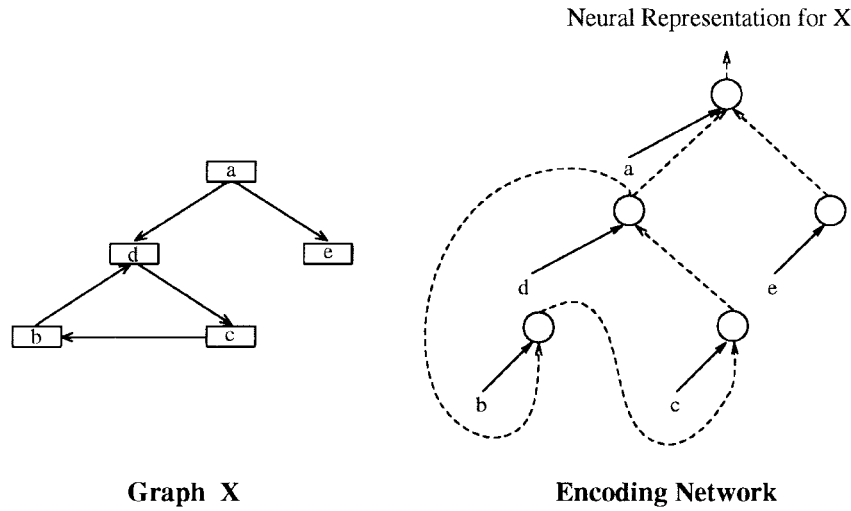 Neural Representation for X
a
d
e
b
c
a
d
e
b
c
Graph X
Encoding Network